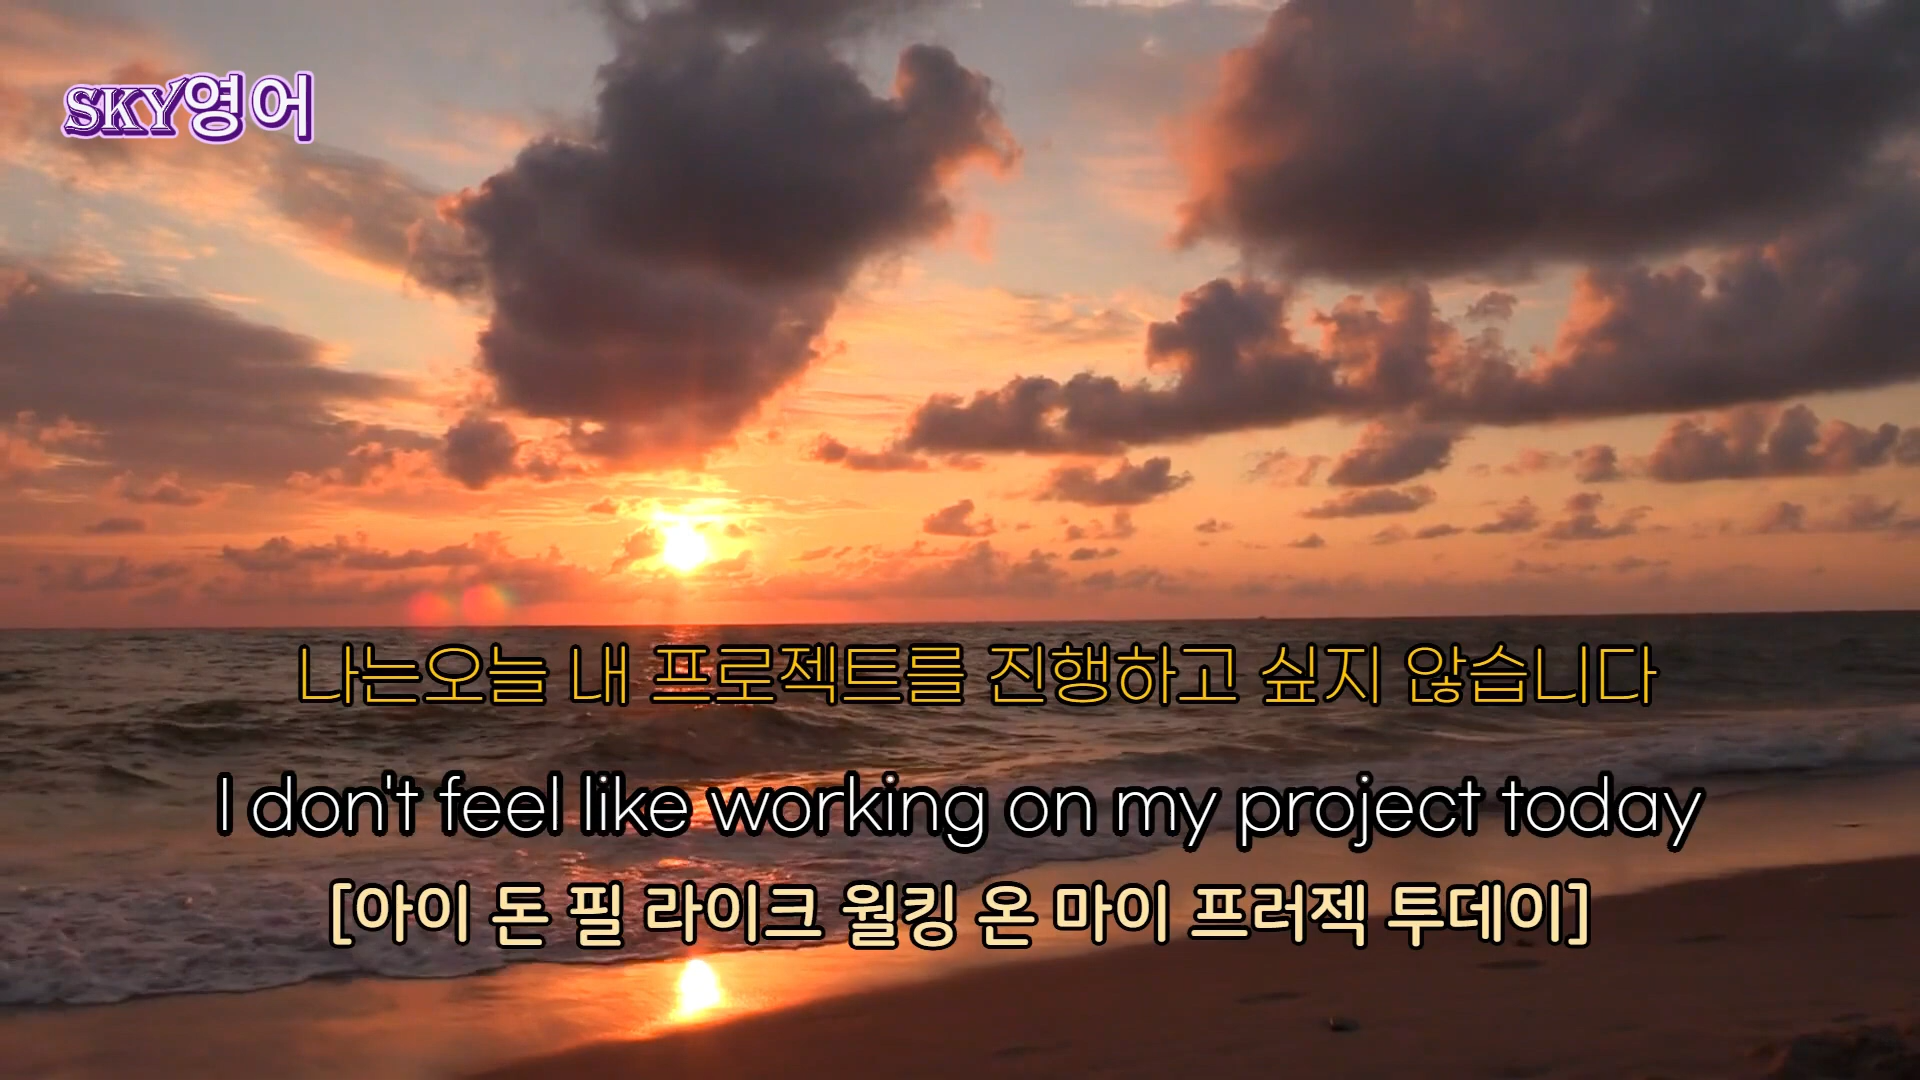 SKY영어
나는오늘 내 프로젝트를 진행하고 싶지 않습니다
I don't feel like working on my project today
[아이 돈 필 라이크 월킹 온 마이 프러젝 투데이]